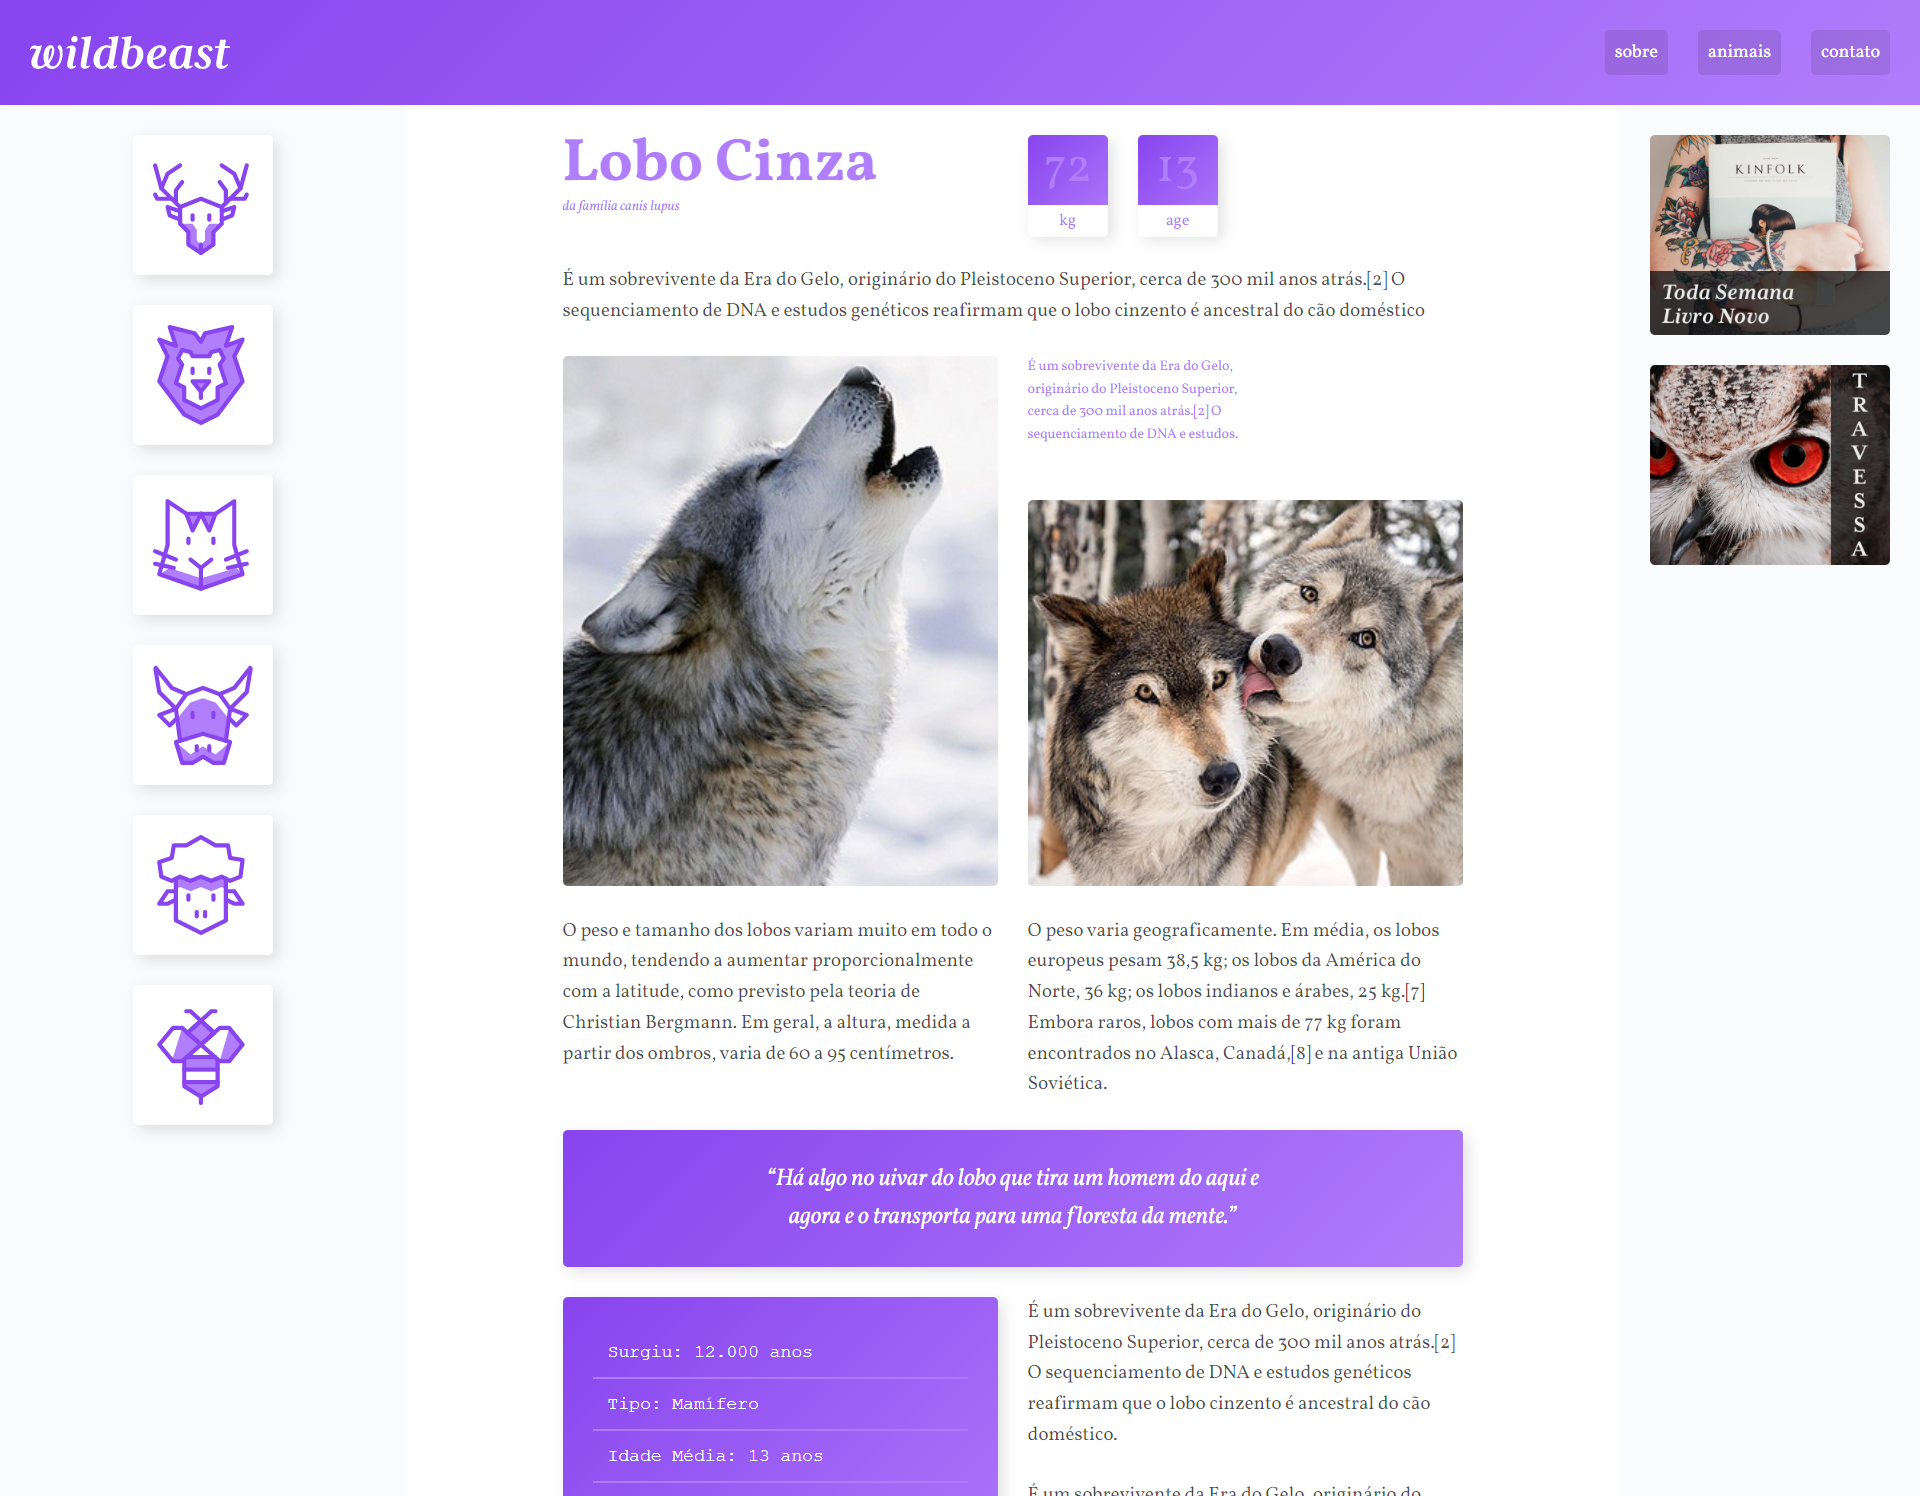 wildbeast
sobre
animais
contato
Lobo Cinza
da família canis lupus
72
kg
13
age
É um sobrevivente da Era do Gelo, originário do Pleistoceno Superior, cerca de 300 mil anos atrás.[2] O
sequenciamento de DNA e estudos genéticos reafirmam que o lobo cinzento é ancestral do cão doméstico
É um sobrevivente da Era do Gelo,
originário do Pleistoceno Superior,
cerca de 300 mil anos atrás.[2] O
sequenciamento de DNA e estudos.
O peso e tamanho dos lobos variam muito em todo o
mundo, tendendo a aumentar proporcionalmente
com a latitude, como previsto pela teoria de
Christian Bergmann. Em geral, a altura, medida a
partir dos ombros, varia de 60 a 95 centímetros.
O peso varia geograficamente. Em média, os lobos
europeus pesam 38,5 kg; os lobos da América do
Norte, 36 kg; os lobos indianos e árabes, 25 kg.[7]
Embora raros, lobos com mais de 77 kg foram
encontrados no Alasca, Canadá,[8] e na antiga União
Soviética.
“Há algo no uivar do lobo que tira um homem do aqui e
agora e o transporta para uma floresta da mente.”
Surgiu: 12.000 anos
Tipo: Mamífero
Idade Média: 13 anos
É um sobrevivente da Era do Gelo, originário do
Pleistoceno Superior, cerca de 300 mil anos atrás.[2]
O sequenciamento de DNA e estudos genéticos
reafirmam que o lobo cinzento é ancestral do cão
doméstico.
É um sobrevivente da Era do Gelo, originário do
KINFOLK
Toda Semana
Livro Novo
TRAVESSA